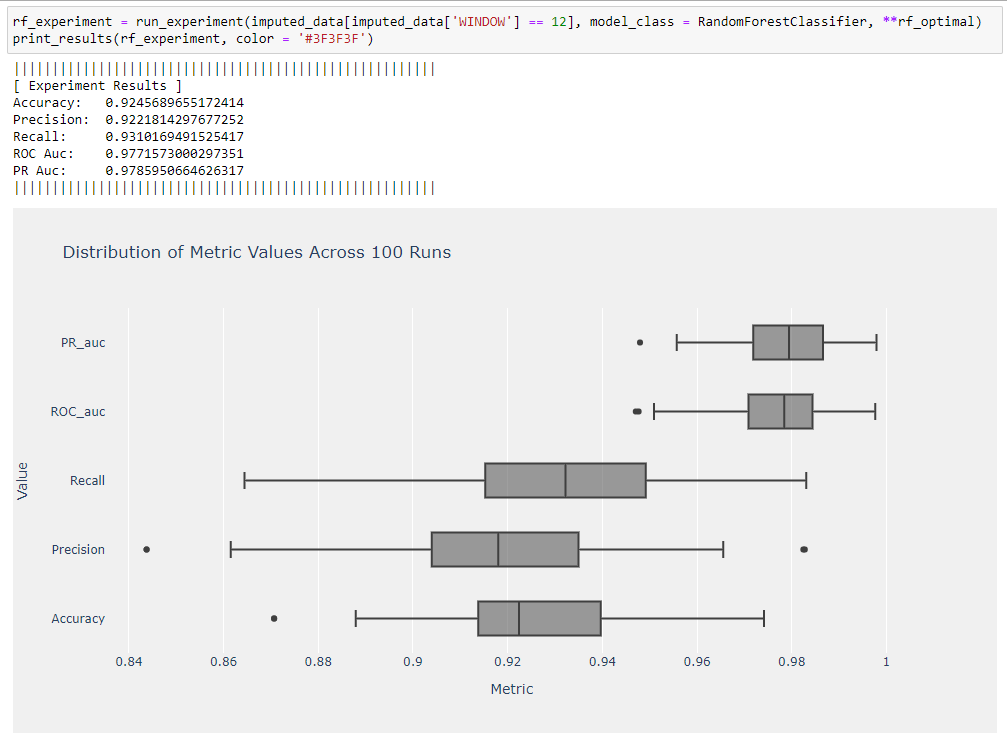 rf_experiment = run_experiment(imputed_data[imputed_data['WINDOW'] == 12], model_class = RandomForestClassifier, **rf_optimal)
print_results(rf_experiment, color = '#3F3F3F')
||||||||||||||||||||||||||||||||||||||||||||||||||||||||
[ Experiment Results ]
Accuracy: 0.9245689655172414
Precision: 0.9221814297677252
Recall: 0.9310169491525417
ROC Auc: 0.9771573000297351
PR Auc: 0.9785950664626317
||||||||||||||||||||||||||||||||||||||||||||||||||||||||
Distribution of Metric Values Across 100 Runs
PR_auc
ROC_auc
Recall
Value
Precision
Accuracy
0.84 0.86 0.88 0.9 0.92 0.94 0.96 0.98 1
Metric